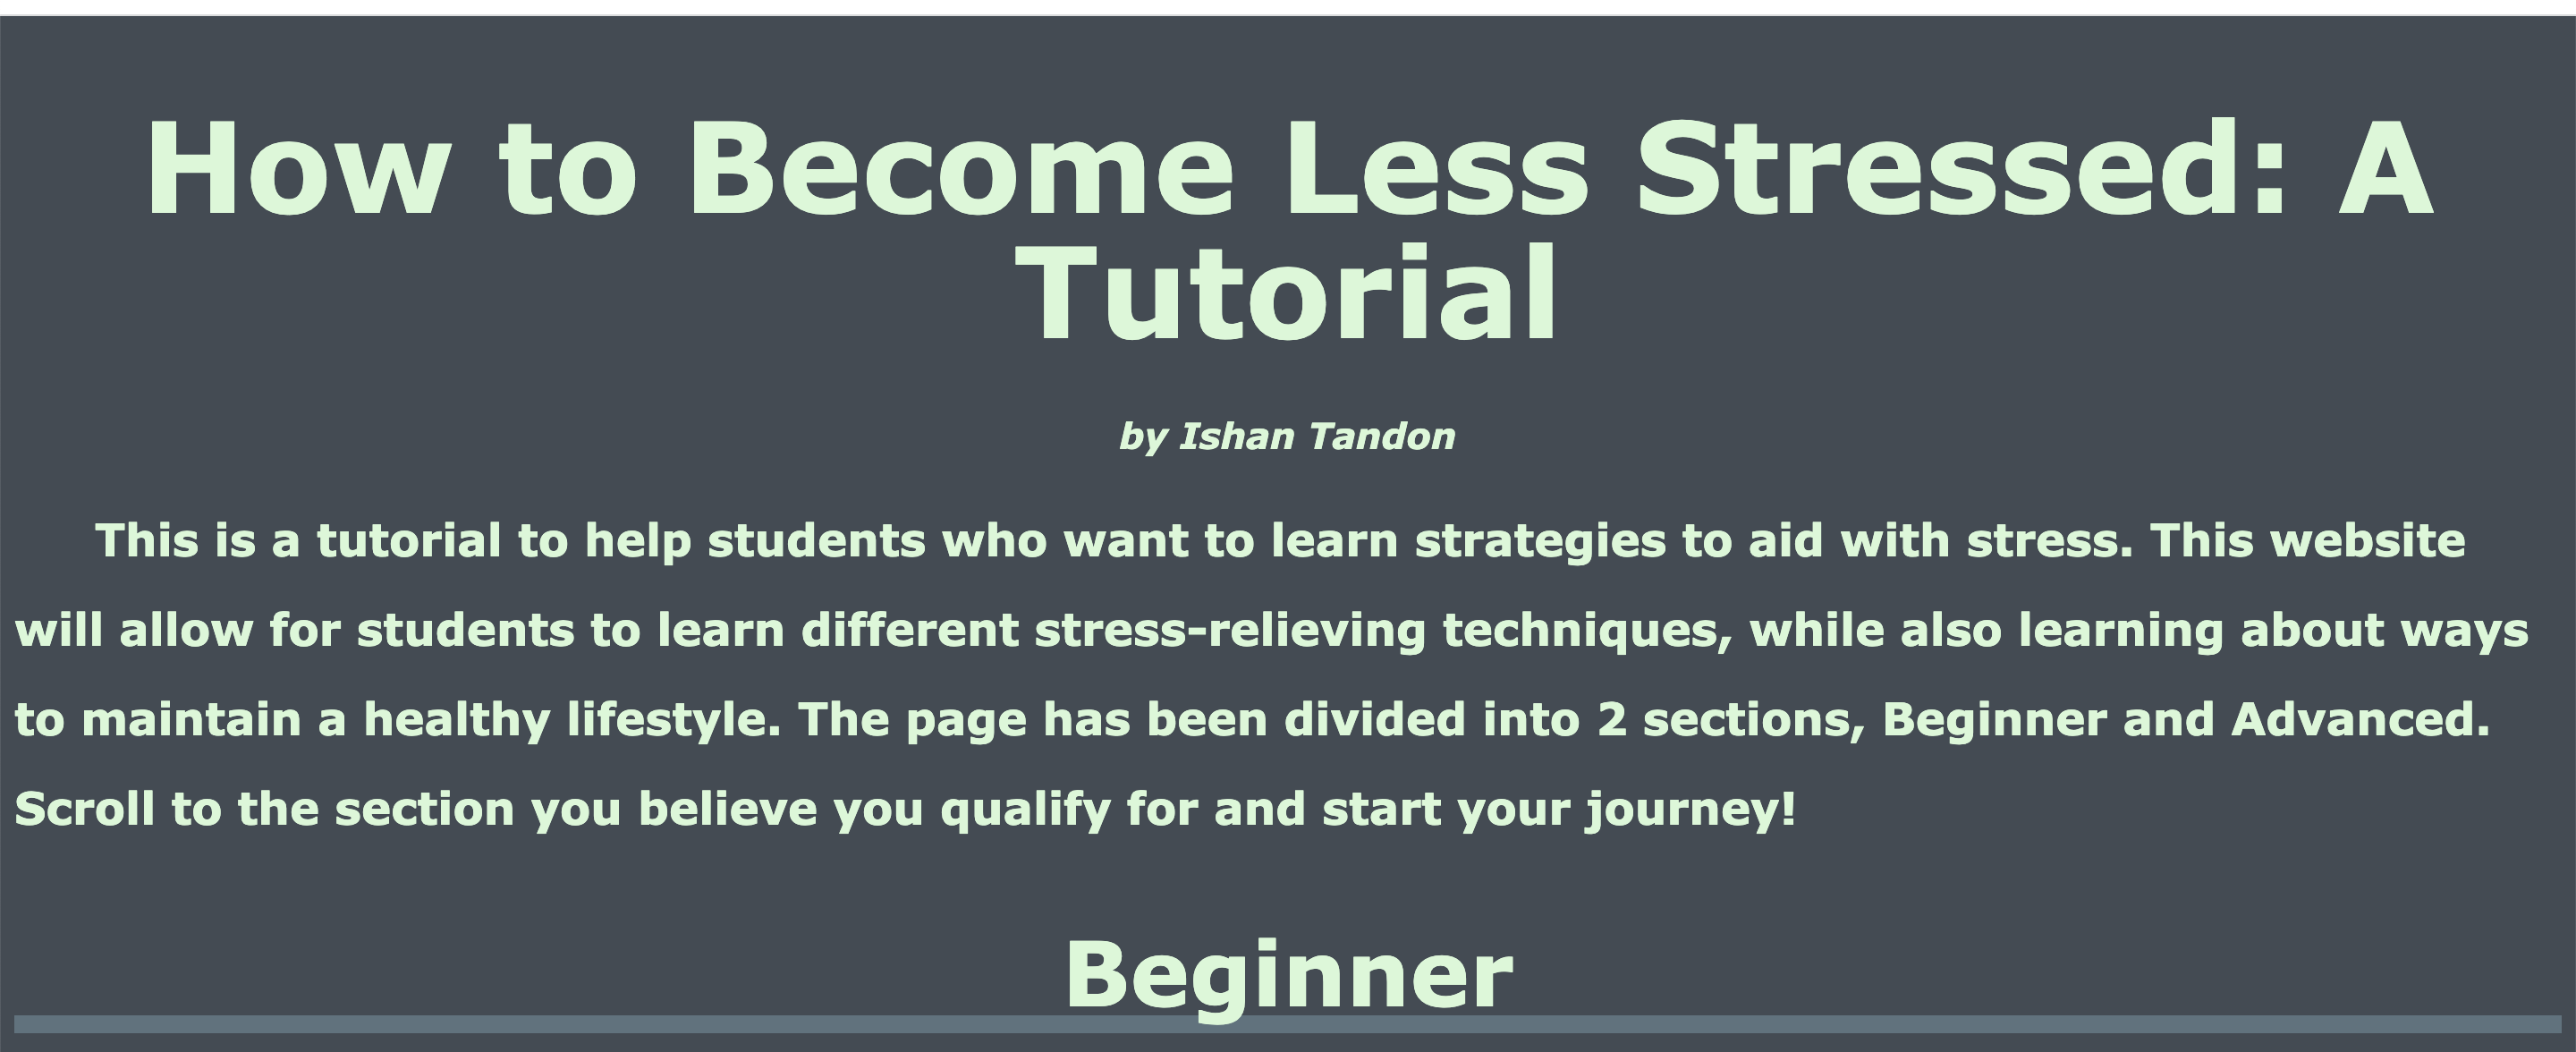 How to Become Less Stressed: A
Tutorial
by Ishan Tandon
This is a tutorial to help students who want to learn strategies to aid with stress. This website
will allow for students to learn different stress-relieving techniques, while also learning about ways
to maintain a healthy lifestyle. The page has been divided into 2 sections, Beginner and Advanced.
Scroll to the section you believe you qualify for and start your journey!
Beginner